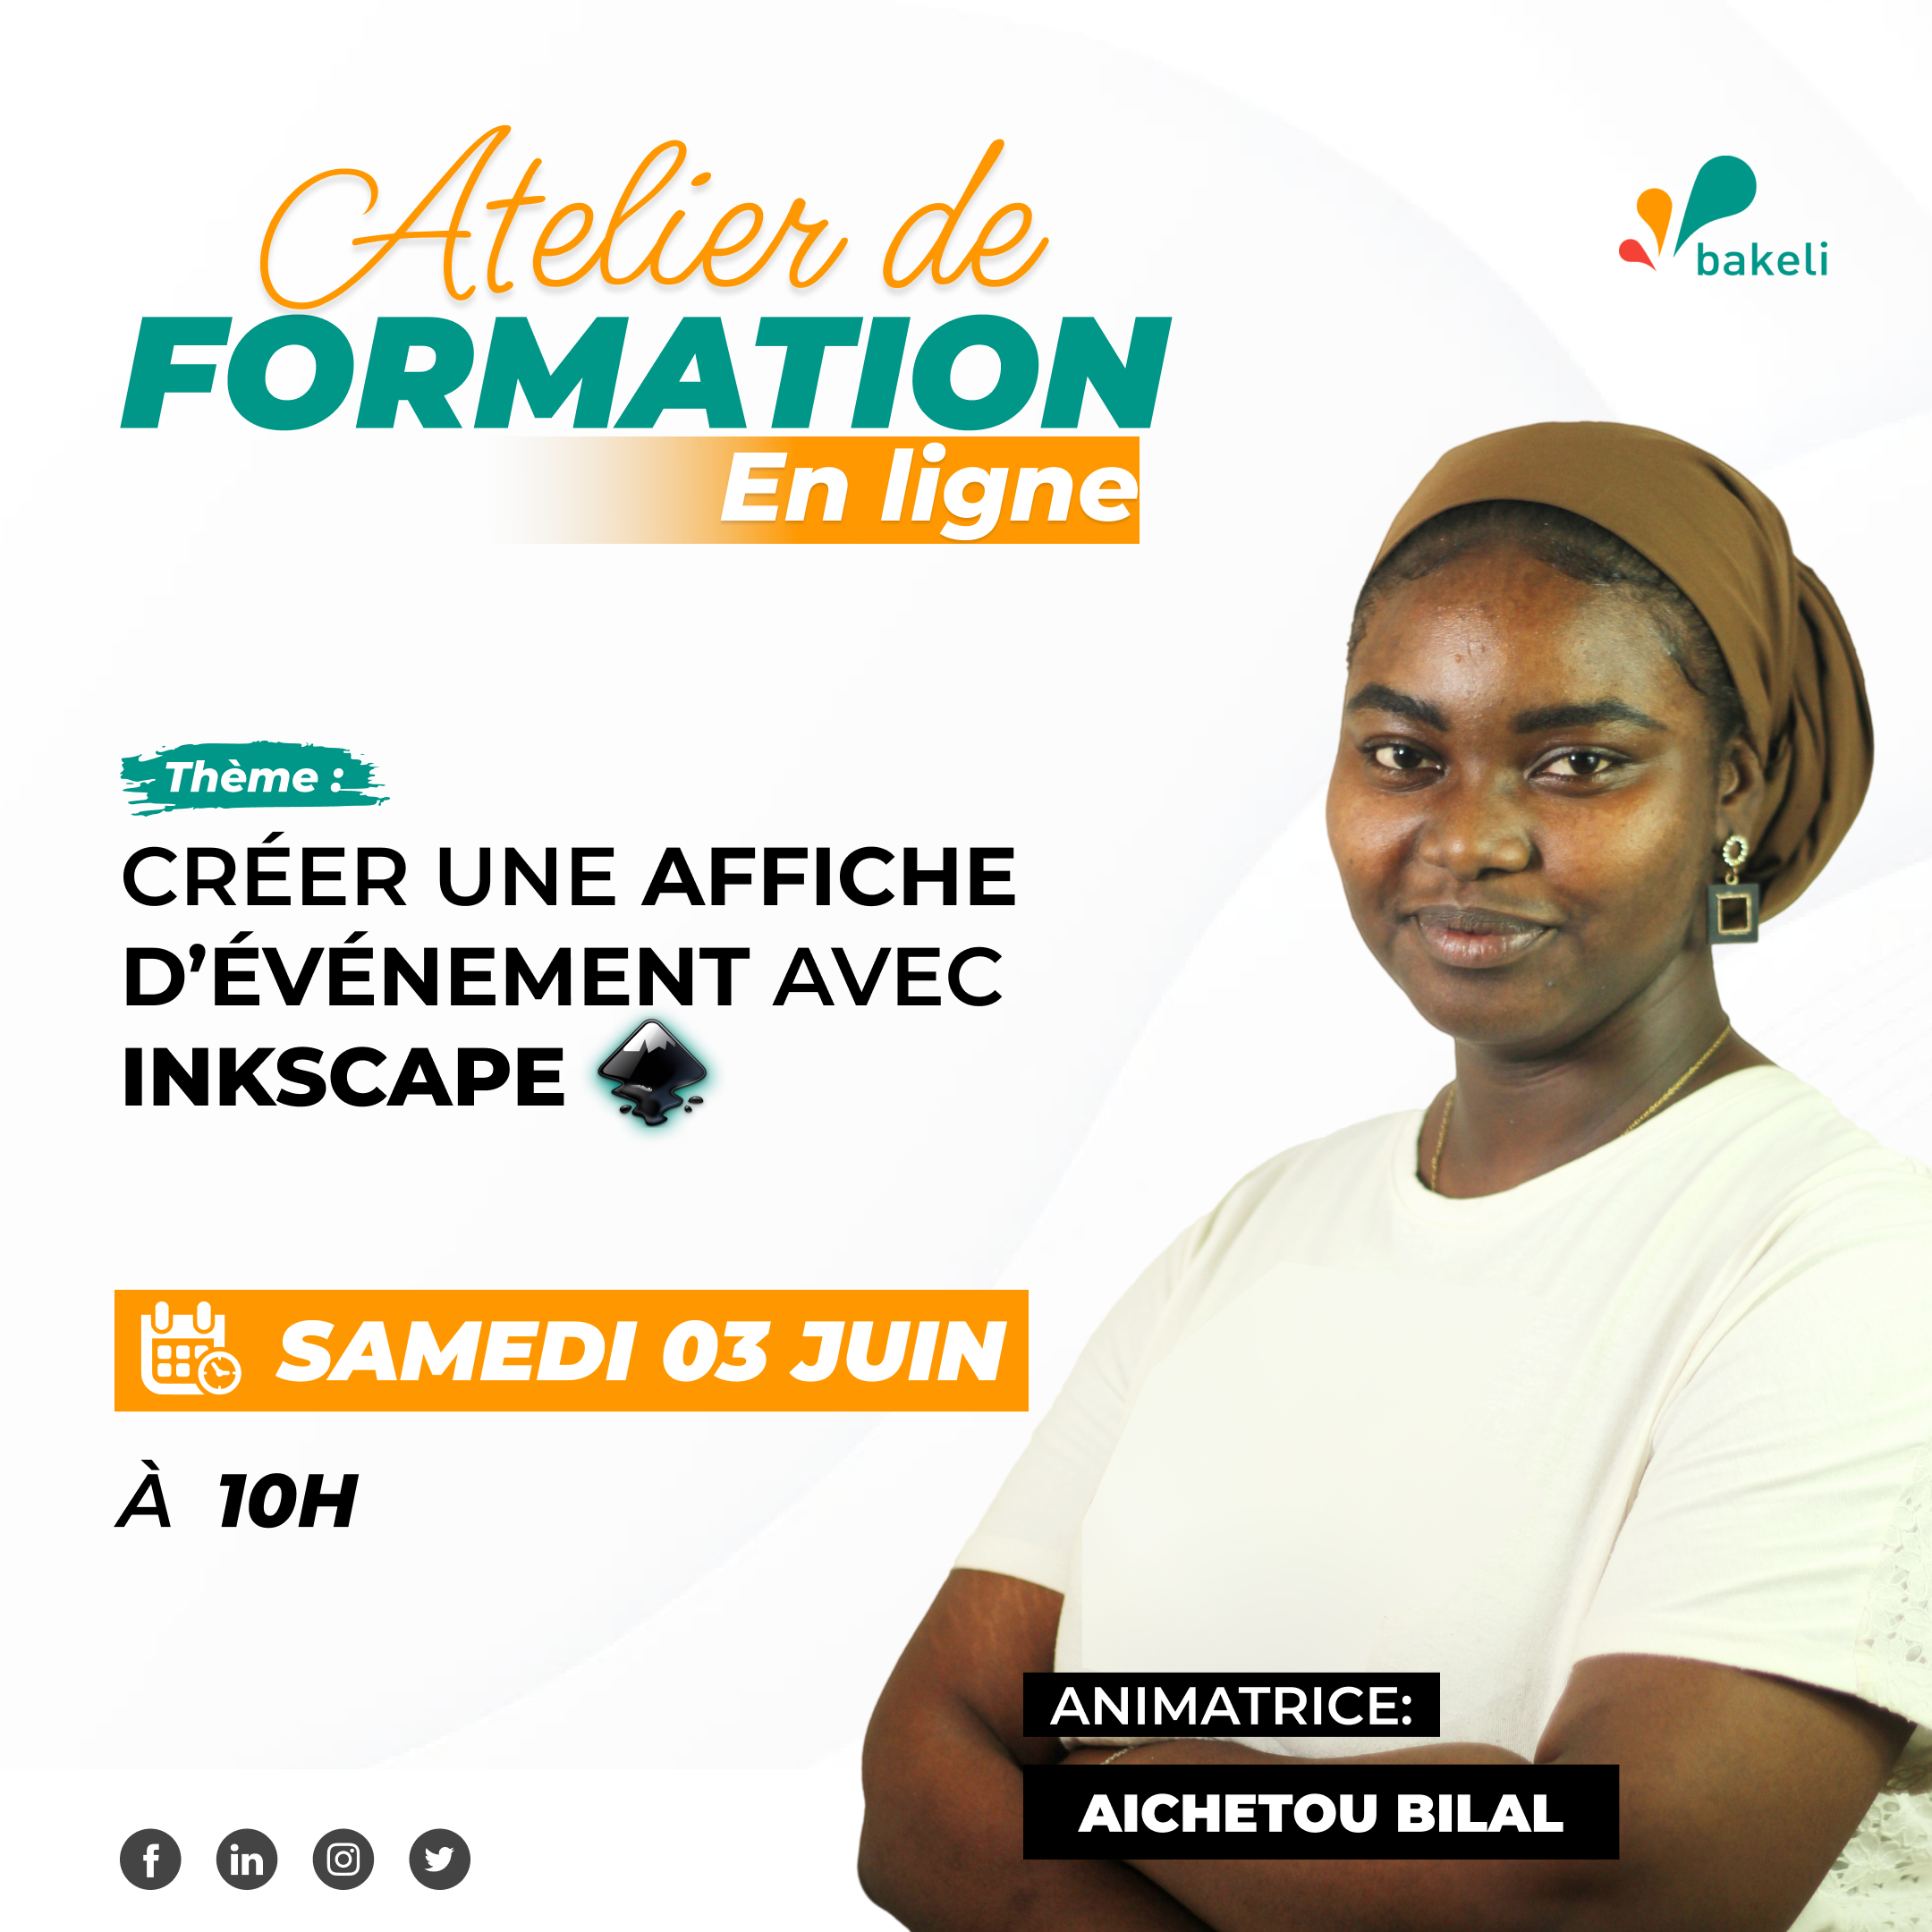 Atelier de
FORMATION
En ligne
bakeli
Thème :
CRÉER UNE AFFICHE
D’ÉVÉNEMENT AVEC
INKSCAPE
SAMEDI 03 JUIN
À 10H
ANIMATRICE:
AICHETOU BILAL